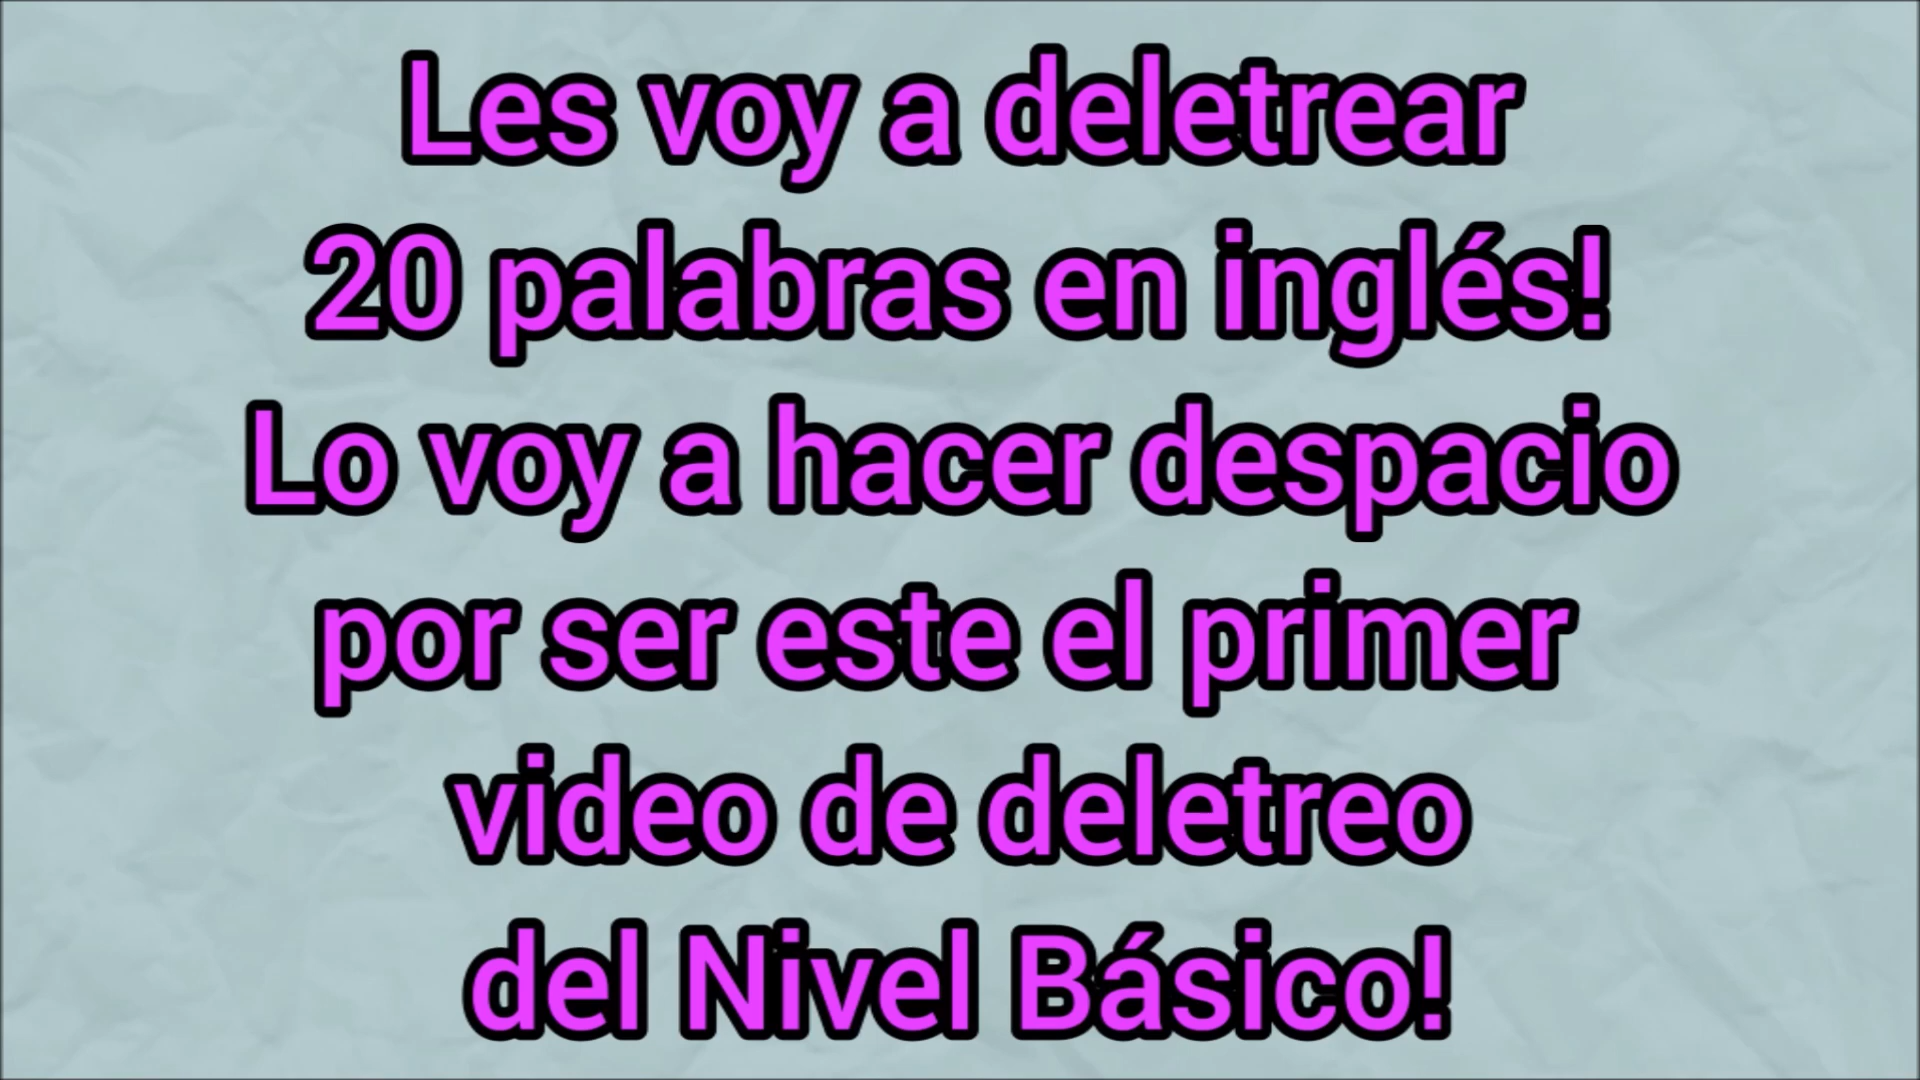 Les voy a deletrear
20 palabras en inglés!
Lo voy a hacer despacio
por ser este el primer
video de deletreo
del Nivel Básico!